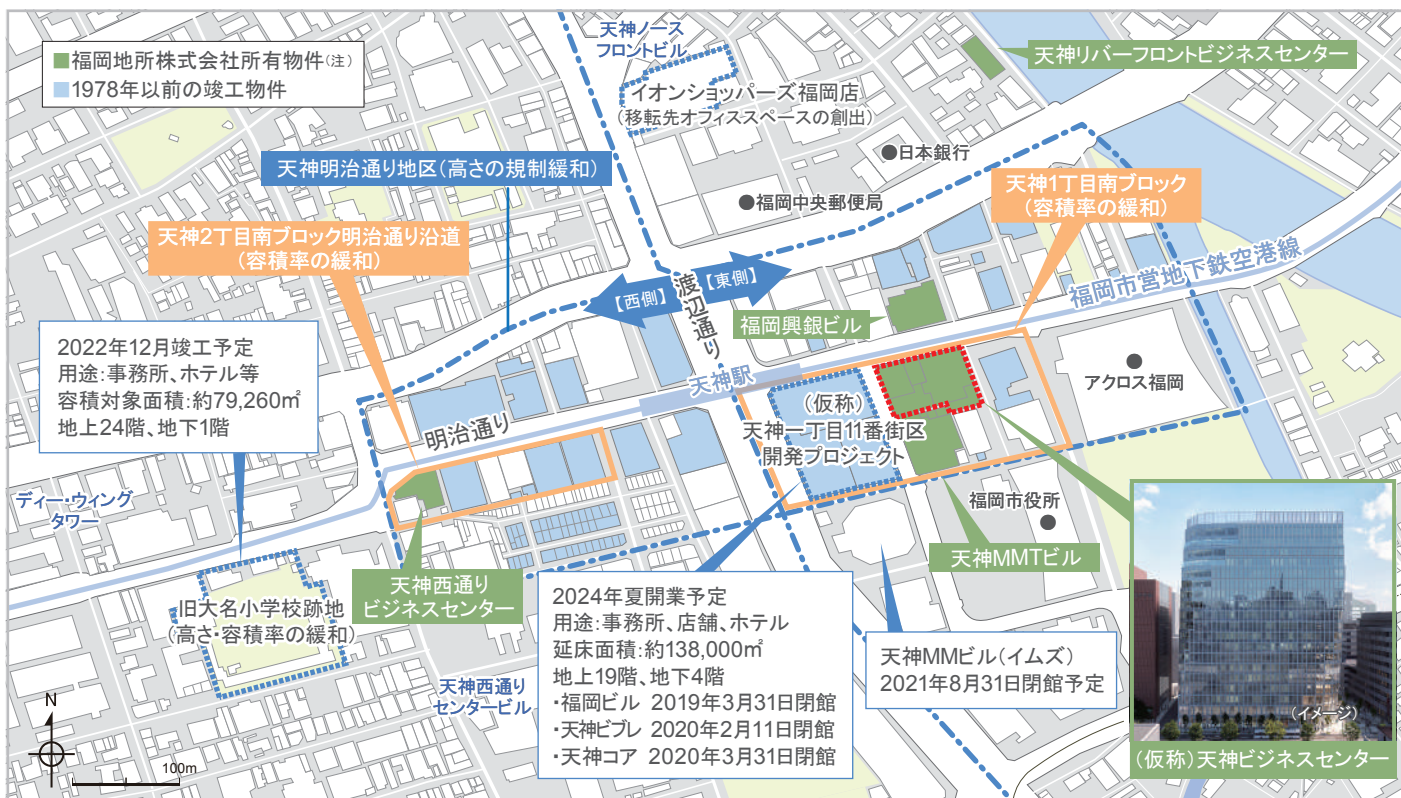 福岡地所株式会社所有物件(注)
1978年以前の竣工物件
天神ノース
フロントビル
イオンショッパーズ福岡店
(移転先オフィススペースの創出)
天神リバーフロントビジネスセンター
●日本銀行
●福岡中央郵便局
天神明治通り地区(高さの規制緩和)
天神1丁目南ブロック
(容積率の緩和)
天神2丁目南ブロック明治通り沿道
(容積率の緩和)
【西側】
【東側】
渡辺通り
福岡市営地下鉄空港線
福岡興銀ビル
2022年12月竣工予定
用途:事務所、ホテル等
容積対象面積:約79,260㎡
地上24階、地下1階
天神駅
アクロス福岡
明治通り
(仮称)
天神一丁目11番街区
開発プロジェクト
ディー・ウィング
タワー
福岡市役所
天神MMTビル
天神西通り
ビジネスセンター
旧大名小学校跡地
(高さ・容積率の緩和)
2024年夏開業予定
用途:事務所、店舗、ホテル
延床面積:約138,000㎡
地上19階、地下4階
・福岡ビル 2019年3月31日閉館
・天神ビブレ 2020年2月11日閉館
・天神コア 2020年3月31日閉館
天神MMビル(イムズ)
2021年8月31日閉館予定
天神西通り
センタービル
N
100m
(イメージ)
(仮称)天神ビジネスセンター